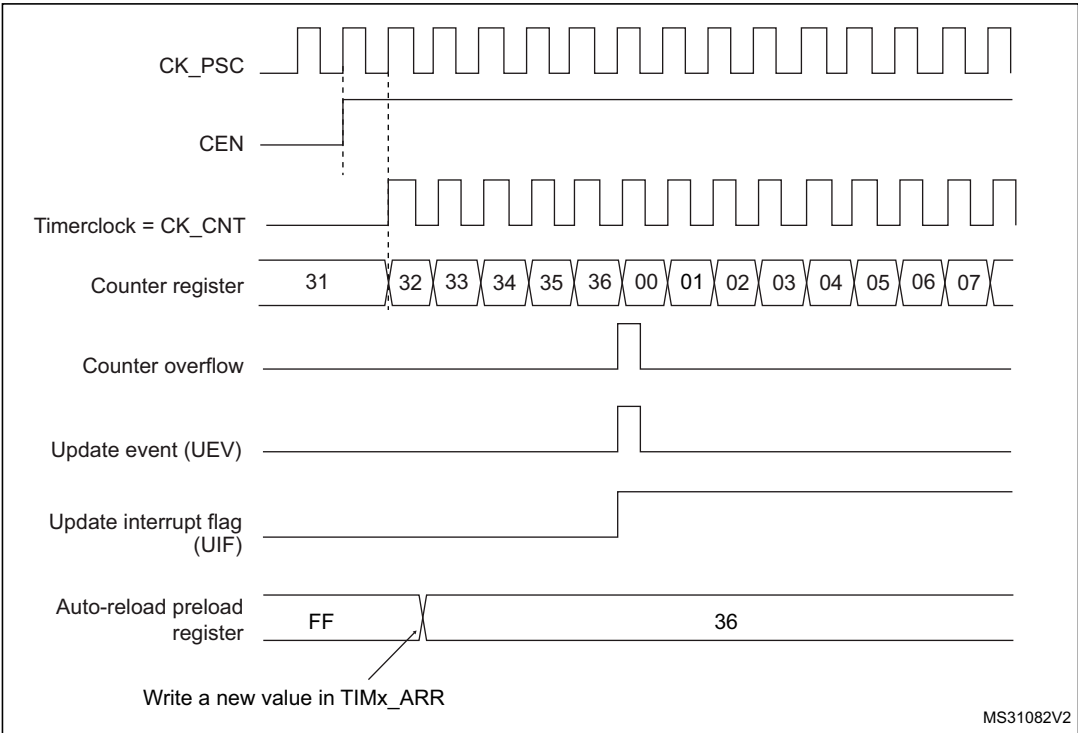 CK_PSC
CEN
Timerclock = CK_CNT
Counter register
31 32 33 34 35 36 00 01 02 03 04 05 06 07
Counter overflow
Update event (UEV)
Update interrupt flag
(UIF)
Auto-reload preload
register
FF 36
Write a new value in TIMx_ARR
MS31082V2